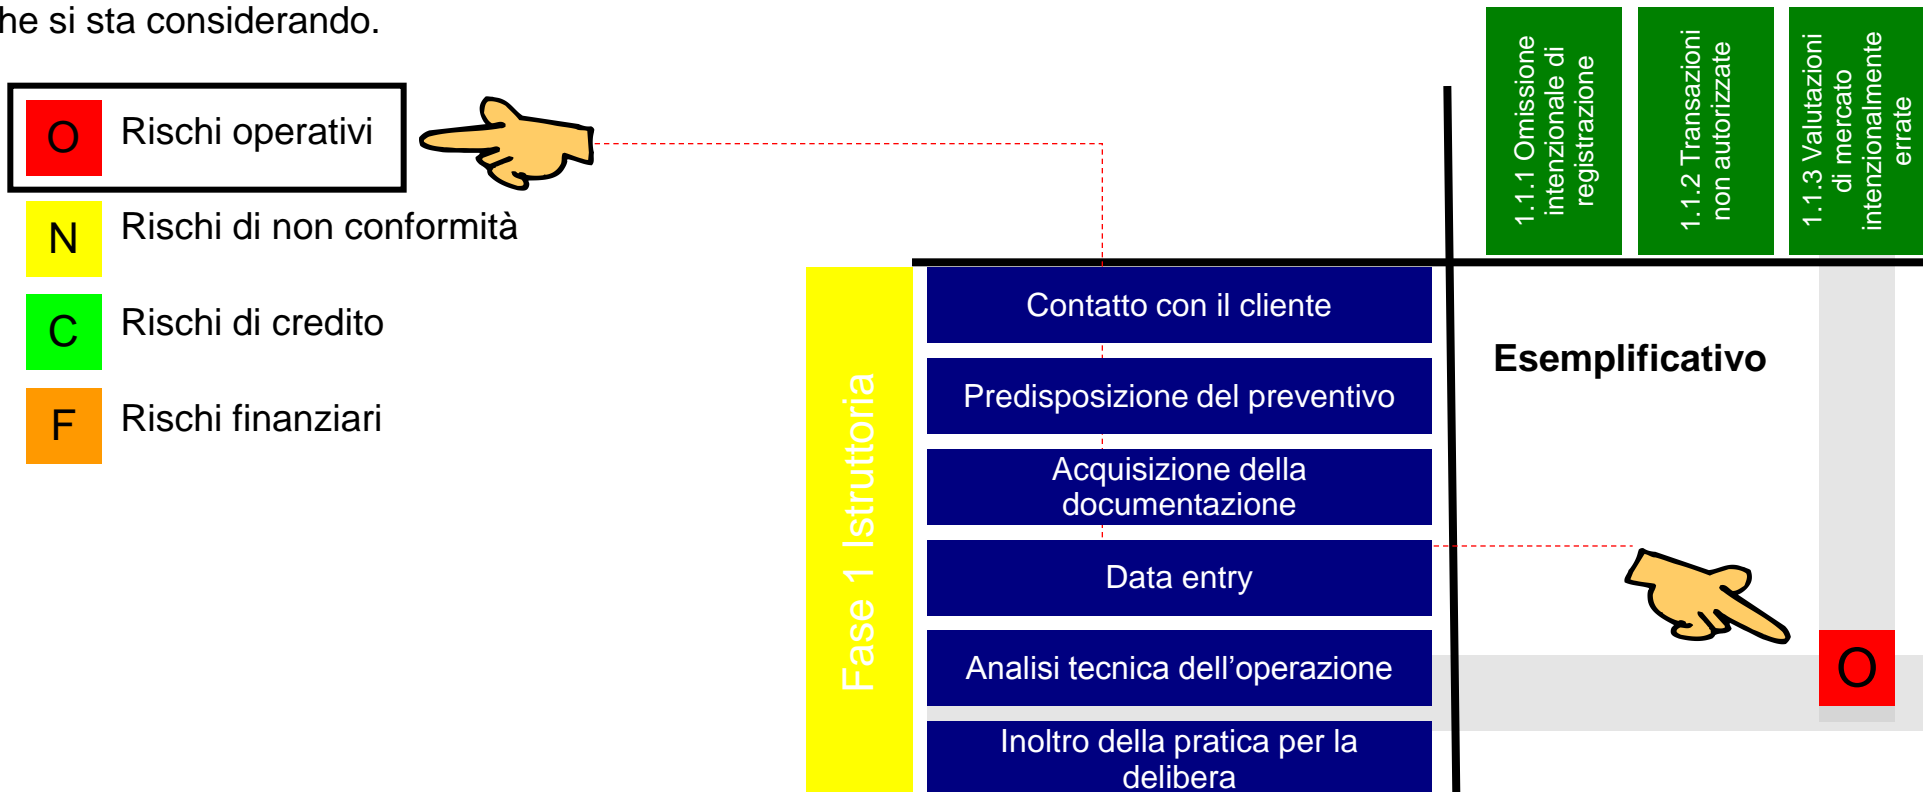 he si sta considerando.
O Rischi operativi
N Rischi di non conformità
C Rischi di credito
F Rischi finanziari
1.1.1 Omissione
intenzionale di
registrazione
1.1.2 Transazioni
non autorizzate
1.1.3 Valutazioni
di mercato
intenzionalmente
errate
Fase 1 Istruttoria
Contatto con il cliente
Predisposizione del preventivo
Acquisizione della
documentazione
Data entry
Analisi tecnica dell’operazione
Inoltro della pratica per la
delibera
Esemplificativo
O